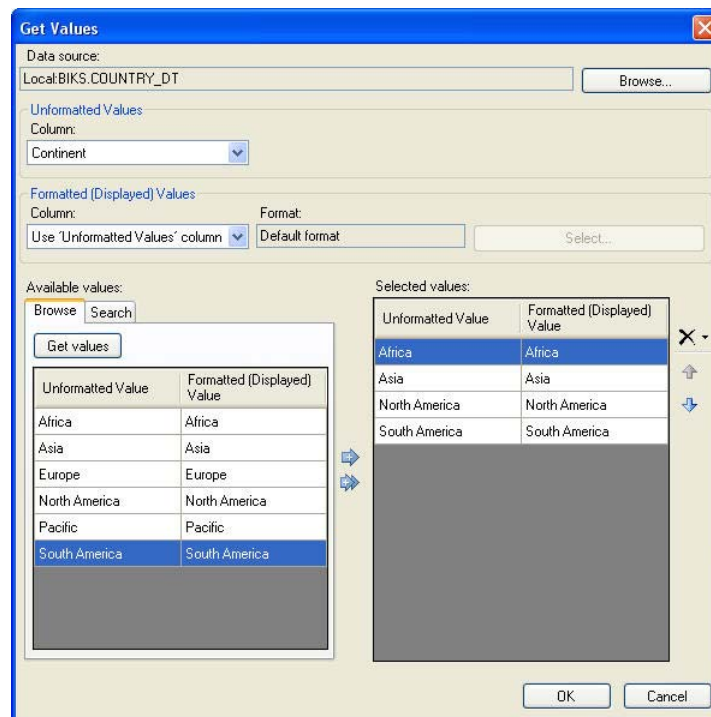 Get Values
Data source:
Local:BIKS.COUNTRY_DT
Browse...
Unformatted Values
Column:
Continent
Formatted (Displayed) Values
Column: Format:
Use 'Unformatted Values' column Default format Select...
Available values:
Browse Search
Get values
Unformatted Value Formatted (Displayed) Value
Africa Africa
Asia Asia
Europe Europe
North America North America
Pacific Pacific
South America South America
Selected values:
Unformatted Value Formatted (Displayed) Value
Africa Africa
Asia Asia
North America North America
South America South America
OK Cancel